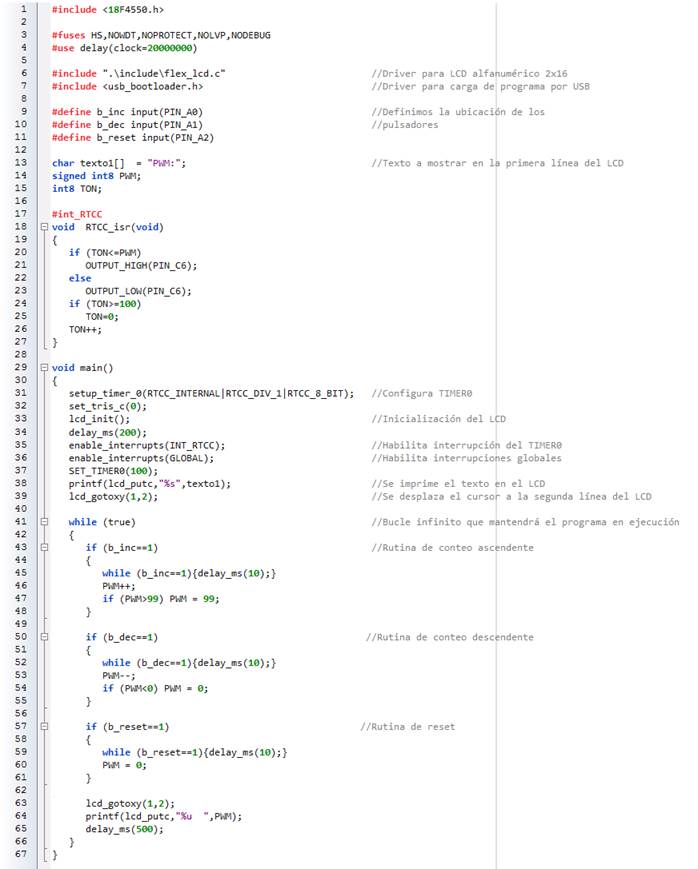 1 #include <18F4550.h>
2
3 #fuses HS,NOWDT,NOPROTECT,NOLVP,NODEBUG
4 #use delay(clock=20000000)
5
6 #include ".\include\flex_lcd.c" //Driver para LCD alfanumérico 2x16
7 #include <usb_bootloader.h> //Driver para carga de programa por USB
8
9 #define b_inc input(PIN_A0) //Definimos la ubicación de los
10 #define b_dec input(PIN_A1) //pulsadores
11 #define b_reset input(PIN_A2)
12
13 char texto1[]  = "PWM:"; //Texto a mostrar en la primera línea del LCD
14 signed int8 PWM;
15 int8 TON;
16
17 #int_RTCC
18 void  RTCC_isr(void)
19 {
20    if (TON<=PWM)
21       OUTPUT_HIGH(PIN_C6);
22    else
23       OUTPUT_LOW(PIN_C6);
24    if (TON>=100)
25       TON=0;
26    TON++;
27 }
28
29 void main()
30 {
31    setup_timer_0(RTCC_INTERNAL|RTCC_DIV_1|RTCC_8_BIT); //Configura TIMER0
32    set_tris_c(0);
33    lcd_init(); //Inicialización del LCD
34    delay_ms(200);
35    enable_interrupts(INT_RTCC); //Habilita interrupción del TIMER0
36    enable_interrupts(GLOBAL); //Habilita interrupciones globales
37    SET_TIMER0(100);
38    printf(lcd_putc,"%s",texto1); //Se imprime el texto en el LCD
39    lcd_gotoxy(1,2); //Se desplaza el cursor a la segunda línea del LCD
40
41    while (true) //Bucle infinito que mantendrá el programa en ejecución
42    {
43       if (b_inc==1) //Rutina de conteo ascendente
44       {
45          while (b_inc==1){delay_ms(10);}
46          PWM++;
47          if (PWM>99) PWM = 99;
48       }
49
50       if (b_dec==1) //Rutina de conteo descendente
51       {
52          while (b_dec==1){delay_ms(10);}
53          PWM--;
54          if (PWM<0) PWM = 0;
55       }
56
57       if (b_reset==1) //Rutina de reset
58       {
59          while (b_reset==1){delay_ms(10);}
60          PWM = 0;
61       }
62
63       lcd_gotoxy(1,2);
64       printf(lcd_putc,"%u  ",PWM);
65       delay_ms(500);
66    }
67 }